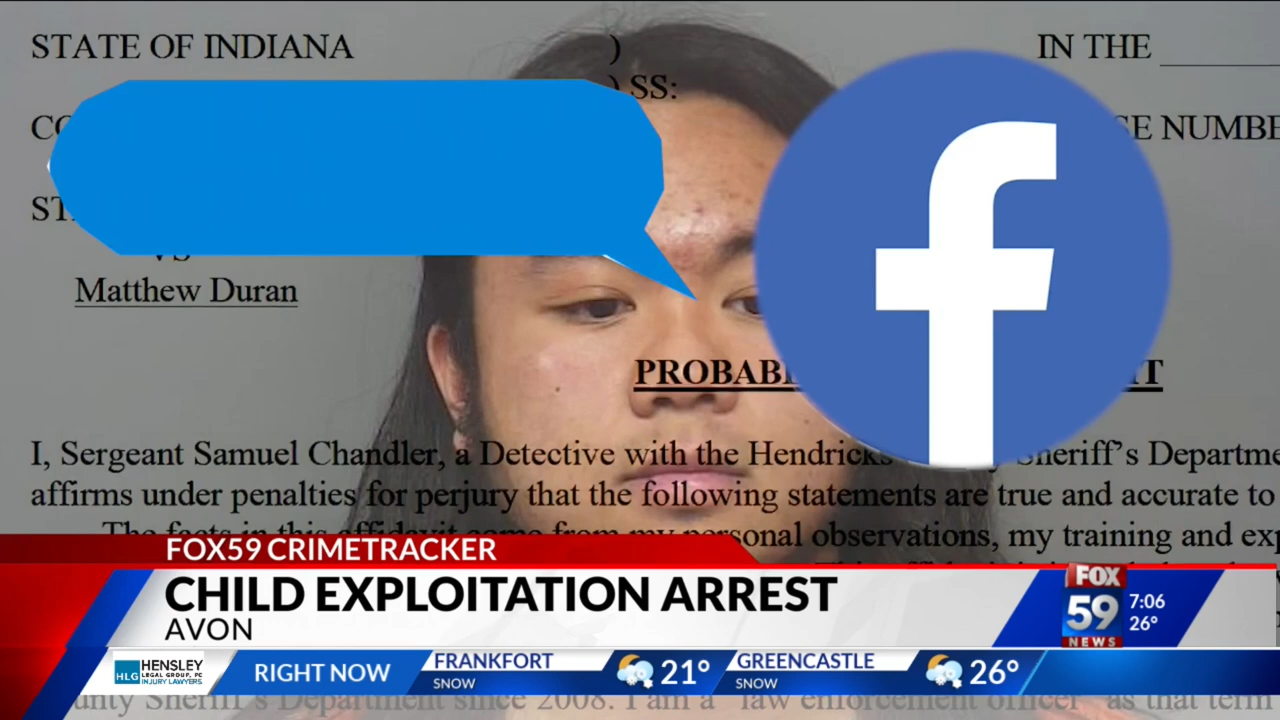 STATE OF INDIANA ) IN THE
) SS:
VS
Matthew Duran
PROBAB
I, Sergeant Samuel Chandler, a Detective with the Hendricks Sheriff's Departme
affirms under penalties for perjury that the following statements are true and accurate to
The facts in this affidavit come from my personal observations, my training and exp
FOX59 CRIMETRACKER
CHILD EXPLOITATION ARREST
AVON
FOX
59
NEWS
7:06
26°
HLG HENSLEY
LEGAL GROUP, PC
INJURY LAWYERS
RIGHT NOW
FRANKFORT
SNOW
21°
GREENCASTLE
SNOW
26°
unty Sheriff's Department since 2008. I am a "law enforcement officer" as that term